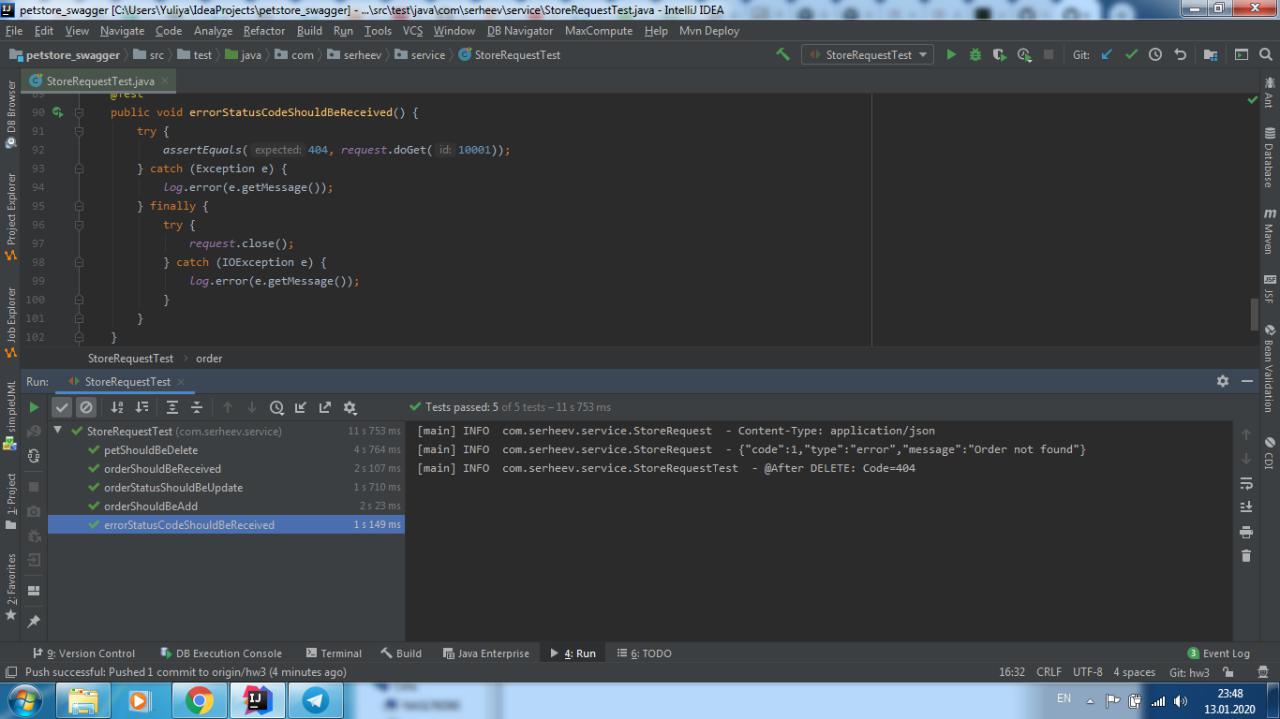 petstore_swagger [C:\Users\Yuliya\IdeaProjects\petstore_swagger] - ...\src\test\java\com\serheev\service\StoreRequestTest.java - IntelliJ IDEA
File Edit View Navigate Code Analyze Refactor Build Run Tools VCS Window DB Navigator MaxCompute Help Mvn Deploy
petstore_swagger src test java com serheev service StoreRequestTest StoreRequestTest Git:
StoreRequestTest.java
89 @Test
90 public void errorStatusCodeShouldBeReceived() {
91 try {
92 assertEquals( expected: 404, request.doGet( id: 10001));
93 } catch (Exception e) {
94 log.error(e.getMessage());
95 } finally {
96 try {
97 request.close();
98 } catch (IOException e) {
99 log.error(e.getMessage());
100 }
101 }
102 }
StoreRequestTest order
Run: StoreRequestTest
Tests passed: 5 of 5 tests – 11 s 753 ms
StoreRequestTest (com.serheev.service) 11 s 753 ms
petShouldBeDelete 4 s 764 ms
orderShouldBeReceived 2 s 107 ms
orderStatusShouldBeUpdate 1 s 710 ms
orderShouldBeAdd 2 s 23 ms
errorStatusCodeShouldBeReceived 1 s 149 ms
[main] INFO com.serheev.service.StoreRequest - Content-Type: application/json
[main] INFO com.serheev.service.StoreRequest - {"code":1,"type":"error","message":"Order not found"}
[main] INFO com.serheev.service.StoreRequestTest - @After DELETE: Code=404
DB Browser
Project Explorer
Job Explorer
simpleUML
1: Project
2: Favorites
Ant
Database
Maven
JSF
Bean Validation
CDI
9: Version Control DB Execution Console Terminal Build Java Enterprise 4: Run 6: TODO 3 Event Log
Push successful: Pushed 1 commit to origin/hw3 (4 minutes ago) 16:32 CRLF UTF-8 4 spaces Git: hw3
EN 23:48
13.01.2020